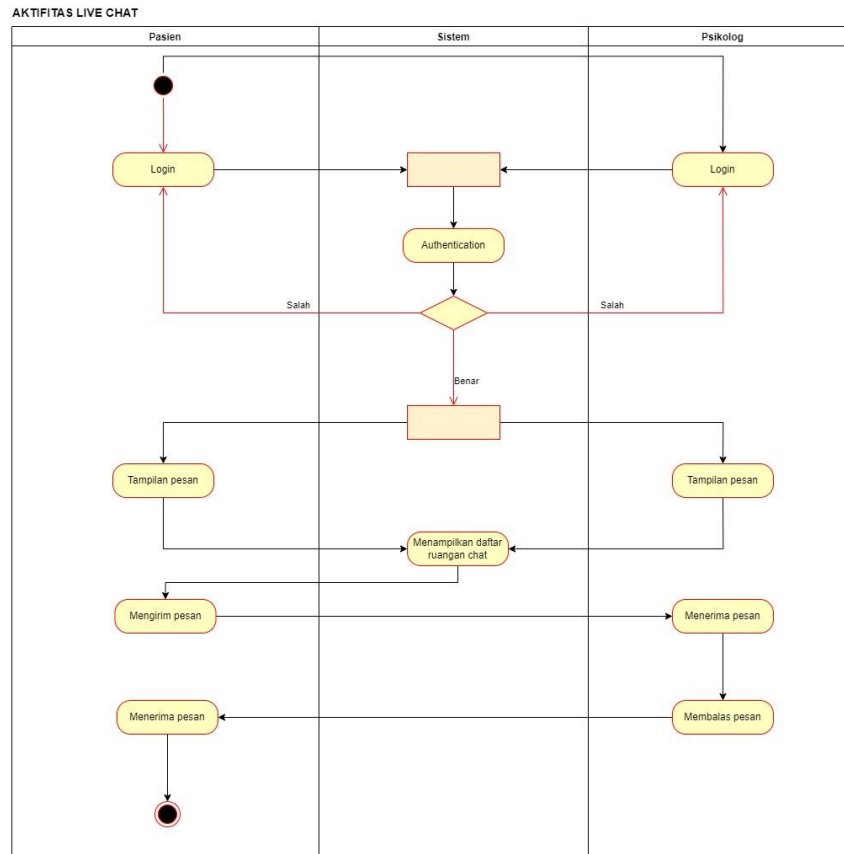 AKTIFITAS LIVE CHAT
Pasien
Sistem
Psikolog
Login
Login
Authentication
Salah
Salah
Benar
Tampilan pesan
Tampilan pesan
Menampilkan daftar
ruangan chat
Mengirim pesan
Menerima pesan
Menerima pesan
Membalas pesan